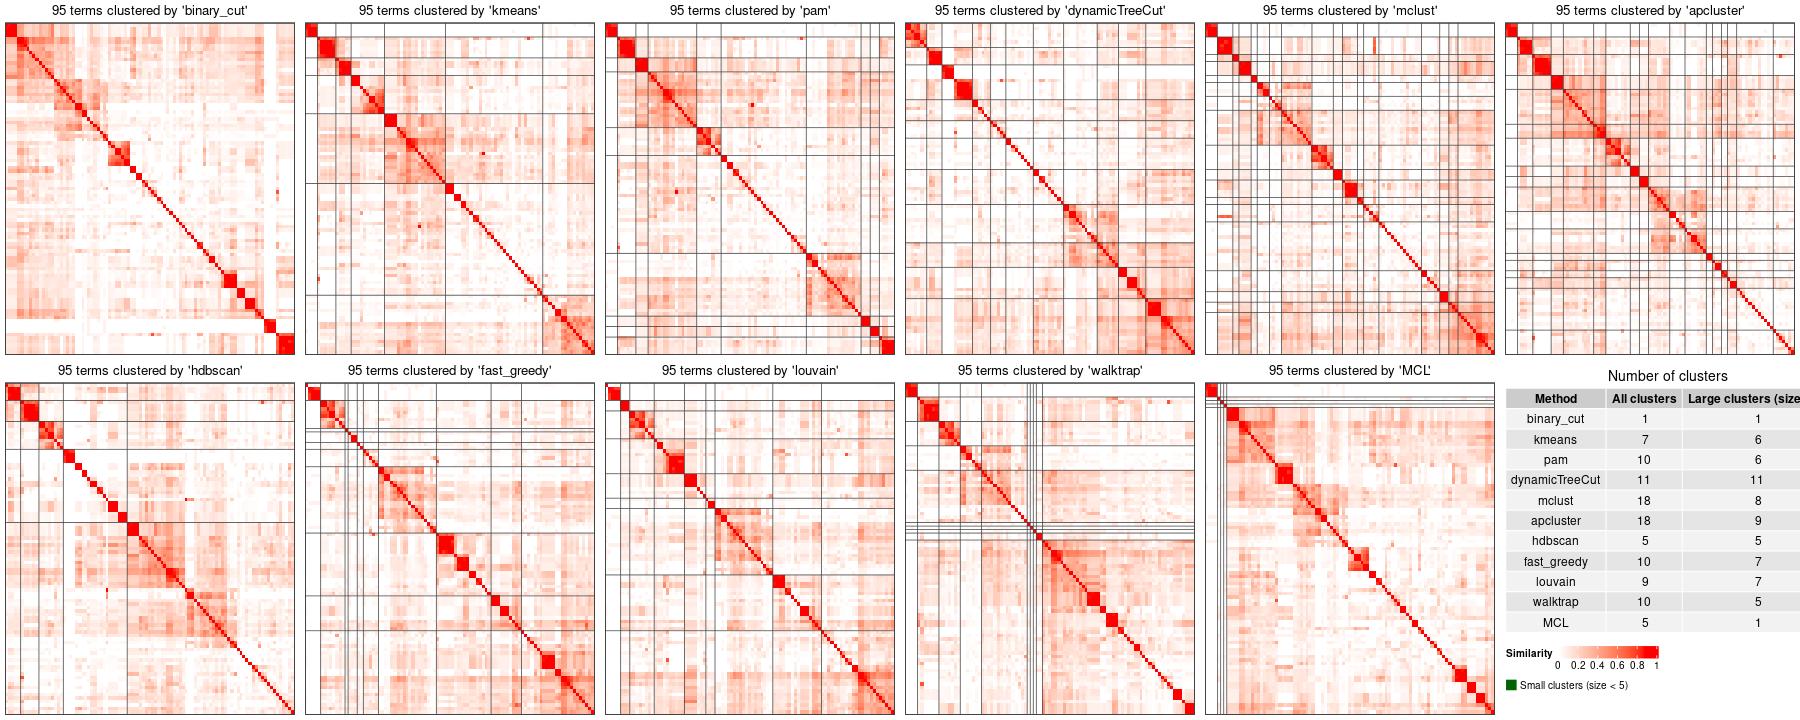 95 terms clustered by 'binary_cut'
95 terms clustered by 'kmeans'
95 terms clustered by 'pam'
95 terms clustered by 'dynamicTreeCut'
95 terms clustered by 'mclust'
95 terms clustered by 'apcluster'
95 terms clustered by 'hdbscan'
95 terms clustered by 'fast_greedy'
95 terms clustered by 'louvain'
95 terms clustered by 'walktrap'
95 terms clustered by 'MCL'
Number of clusters
Method All clusters Large clusters (size
binary_cut 1 1
kmeans 7 6
pam 10 6
dynamicTreeCut 11 11
mclust 18 8
apcluster 18 9
hdbscan 5 5
fast_greedy 10 7
louvain 9 7
walktrap 10 5
MCL 5 1
Similarity
0 0.2 0.4 0.6 0.8 1
Small clusters (size < 5)